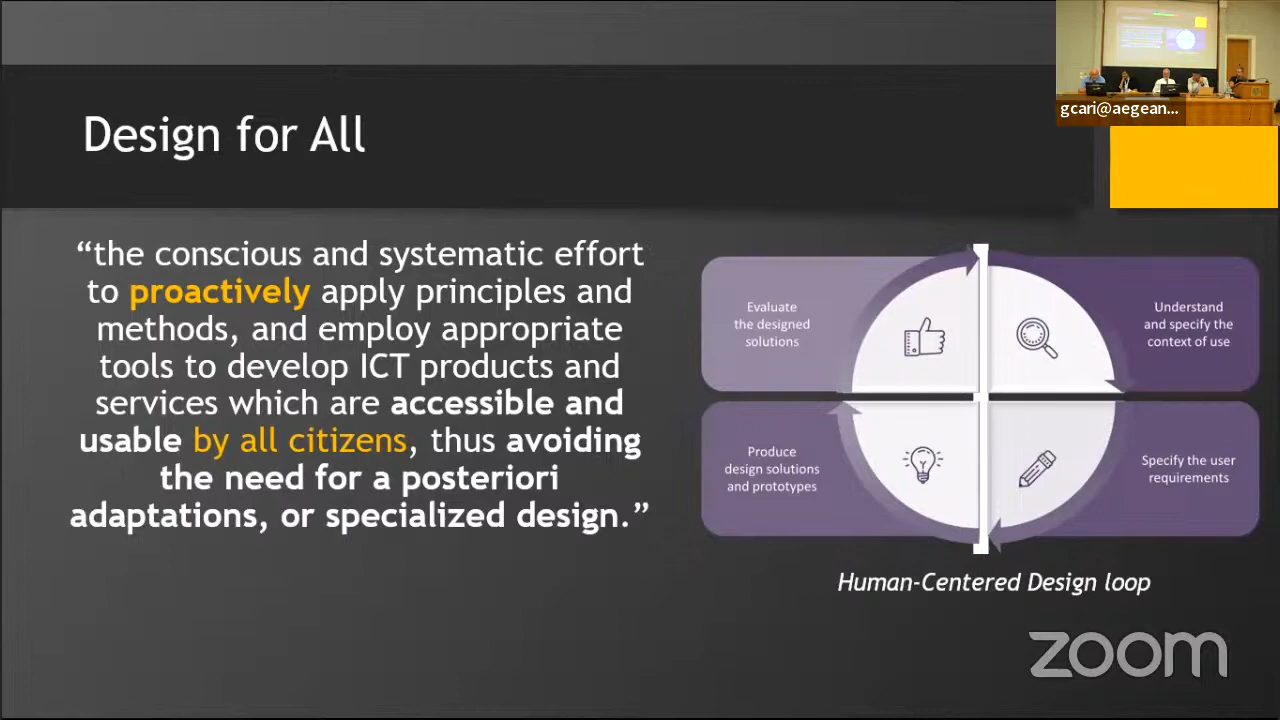 gcari@aegean...
Design for All
“the conscious and systematic effort
to proactively apply principles and
methods, and employ appropriate
tools to develop ICT products and
services which are accessible and
usable by all citizens, thus avoiding
the need for a posteriori
adaptations, or specialized design.”
Evaluate
the designed
solutions
Understand
and specify the
context of use
Produce
design solutions
and prototypes
Specify the user
requirements
Human-Centered Design loop
zoom